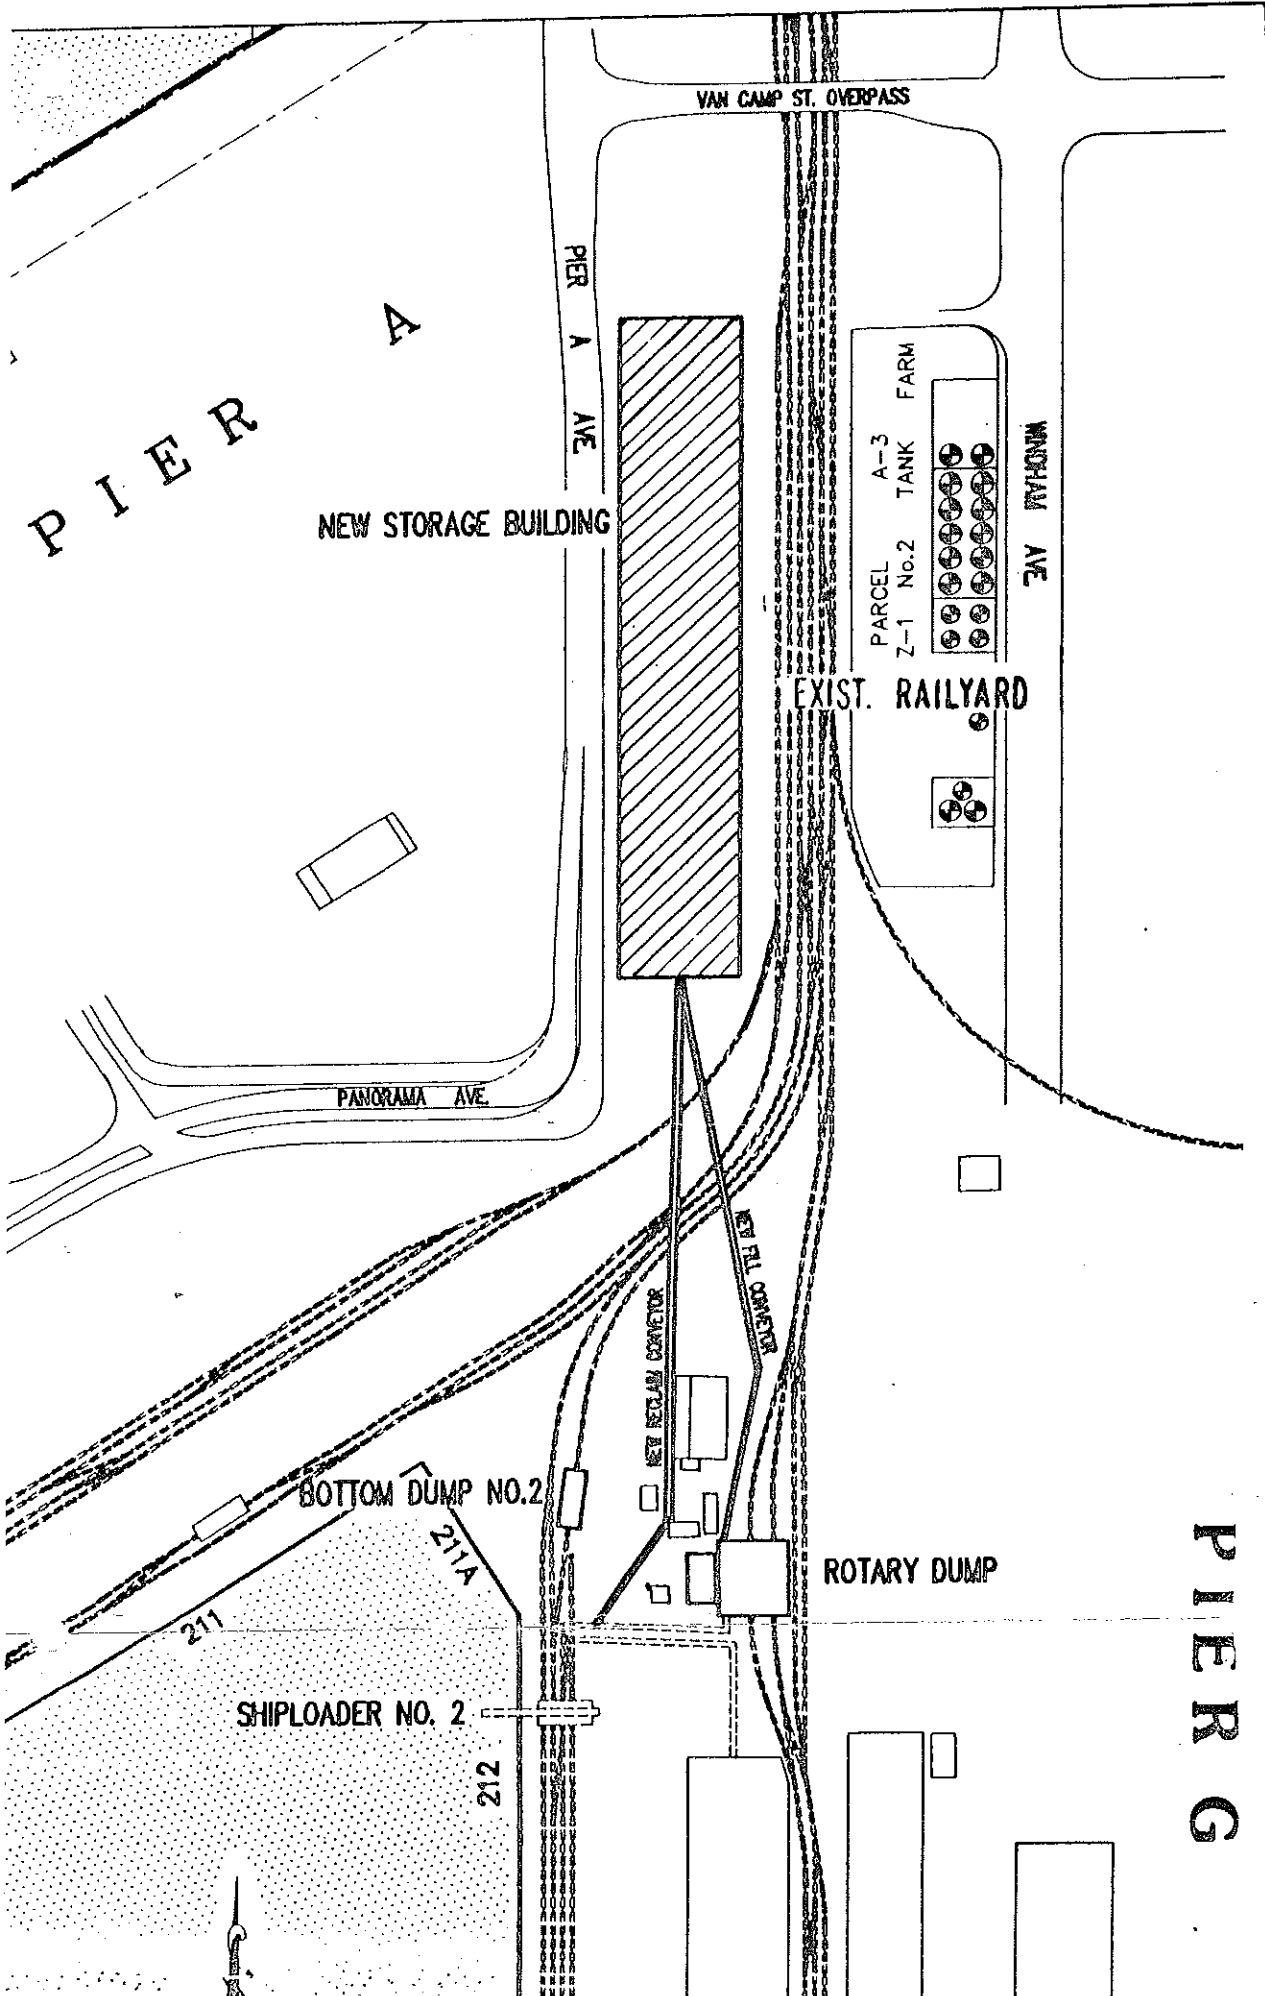 VAN CAMP ST. OVERPASS
PIER A AVE
PIER A
PARCEL A-3
Z-1 No.2 TANK FARM
WINDHAM AVE
NEW STORAGE BUILDING
EXIST. RAILYARD
PANORAMA AVE.
NEW FILL CONVEYOR
NEW RECLAIM CONVEYOR
BOTTOM DUMP NO.2
211A
211
ROTARY DUMP
SHIPLOADER NO. 2
212
PIER G